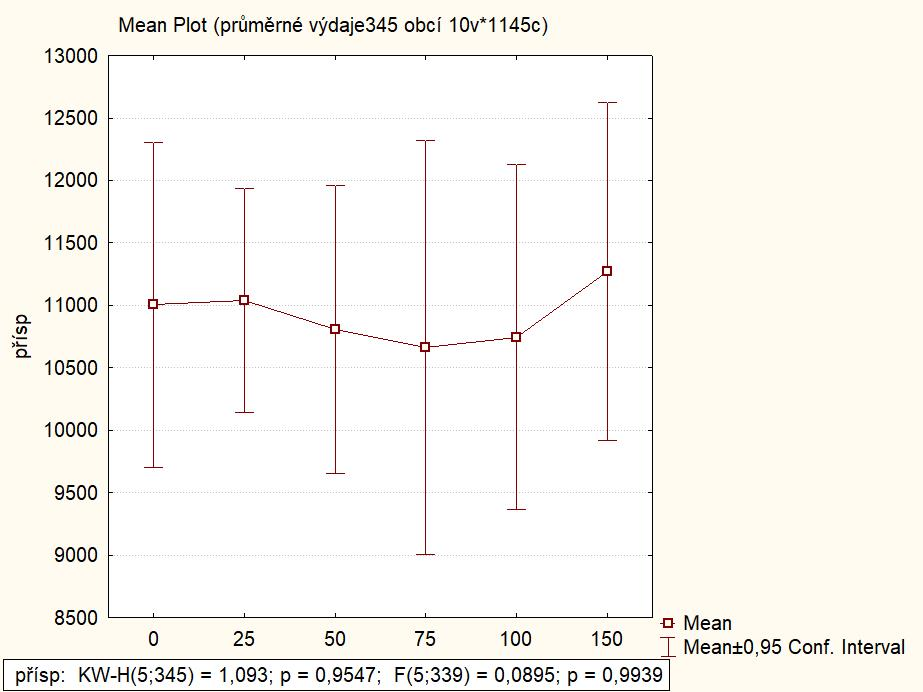 Mean Plot (průměrné výdaje345 obcí 10v*1145c)
13000
12500
12000
11500
11000
10500
10000
9500
9000
8500
přísp
0 25 50 75 100 150
Mean
Mean±0,95 Conf. Interval
přísp: KW-H(5;345) = 1,093; p = 0,9547; F(5;339) = 0,0895; p = 0,9939